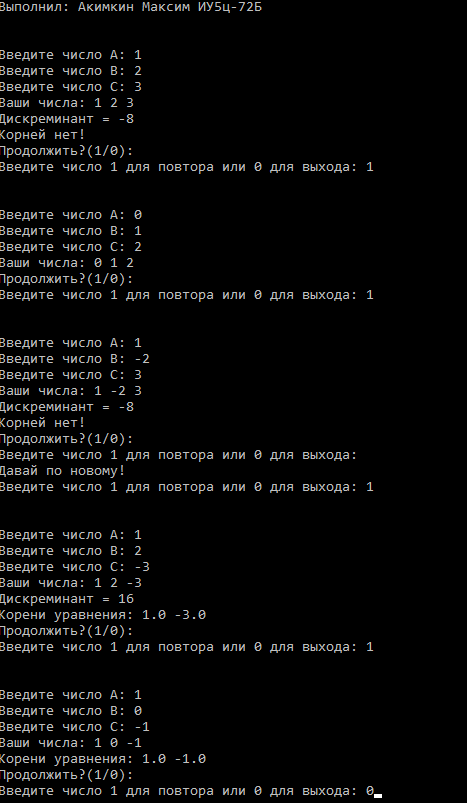 Выполнил: Акимкин Максим ИУ5ц-72Б
Введите число A: 1
Введите число B: 2
Введите число C: 3
Ваши числа: 1 2 3
Дискреминант = -8
Корней нет!
Продолжить?(1/0):
Введите число 1 для повтора или 0 для выхода: 1
Введите число A: 0
Введите число B: 1
Введите число C: 2
Ваши числа: 0 1 2
Продолжить?(1/0):
Введите число 1 для повтора или 0 для выхода: 1
Введите число A: 1
Введите число B: -2
Введите число C: 3
Ваши числа: 1 -2 3
Дискреминант = -8
Корней нет!
Продолжить?(1/0):
Введите число 1 для повтора или 0 для выхода:
Давай по новому!
Введите число 1 для повтора или 0 для выхода: 1
Введите число A: 1
Введите число B: 2
Введите число C: -3
Ваши числа: 1 2 -3
Дискреминант = 16
Корени уравнения: 1.0 -3.0
Продолжить?(1/0):
Введите число 1 для повтора или 0 для выхода: 1
Введите число A: 1
Введите число B: 0
Введите число C: -1
Ваши числа: 1 0 -1
Корени уравнения: 1.0 -1.0
Продолжить?(1/0):
Введите число 1 для повтора или 0 для выхода: 0